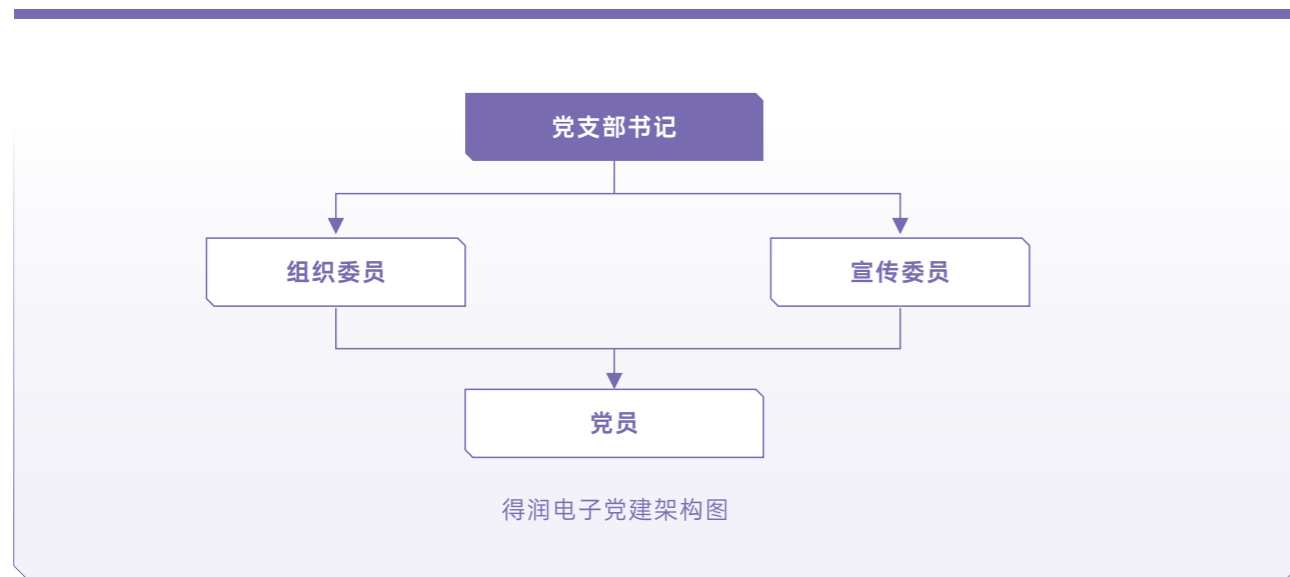 党支部书记
组织委员
宣传委员
党员
得润电子党建架构图